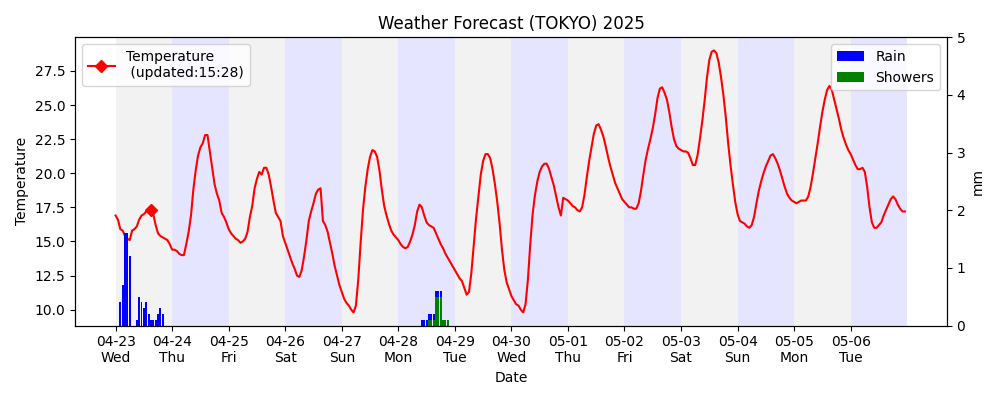 Weather Forecast (TOKYO) 2025
Temperature
(updated:15:28)
Rain
Showers
27.5
25.0
22.5
20.0
17.5
15.0
12.5
10.0
Temperature
5
4
3
2
1
0
mm
04-23 04-24 04-25 04-26 04-27 04-28 04-29 04-30 05-01 05-02 05-03 05-04 05-05 05-06
Wed Thu Fri Sat Sun Mon Tue Wed Thu Fri Sat Sun Mon Tue
Date